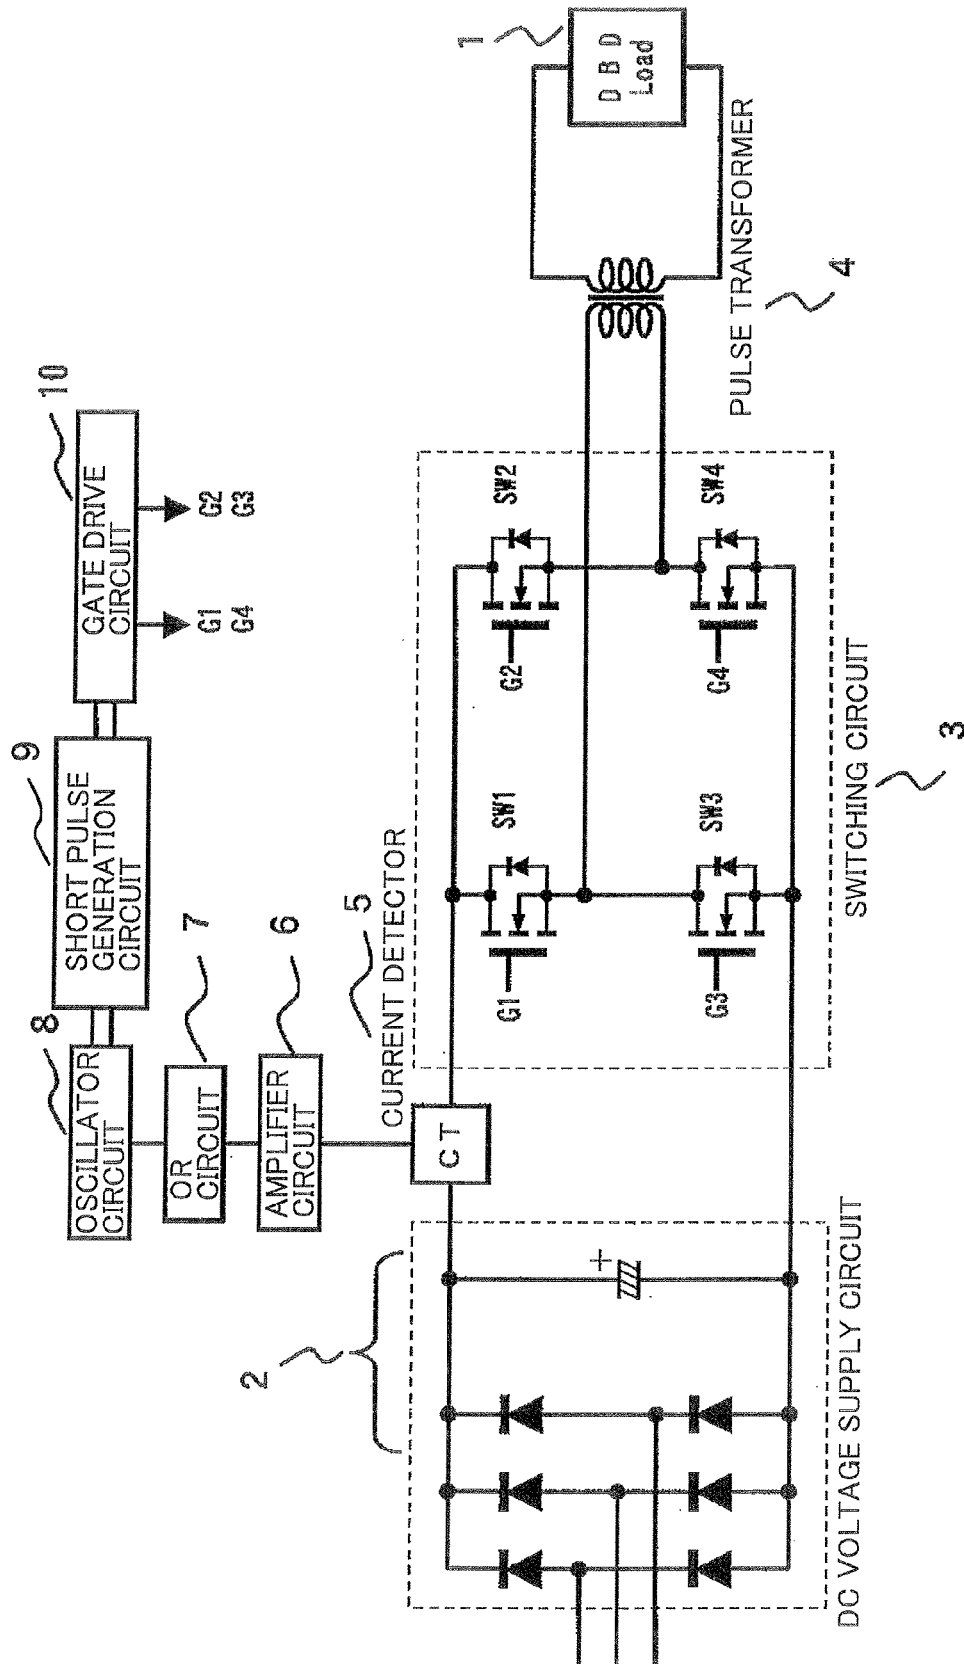 8
OSCILLATOR
CIRCUIT
9
SHORT PULSE
GENERATION
CIRCUIT
10
GATE DRIVE
CIRCUIT
G1
G4
G2
G3
OR
CIRCUIT
7
AMPLIFIER
CIRCUIT
6
CURRENT DETECTOR
5
CT
2
+
DC VOLTAGE SUPPLY CIRCUIT
G1
SW1
G2
SW2
G3
SW3
G4
SW4
SWITCHING CIRCUIT
3
PULSE TRANSFORMER
4
1
DBD
Load